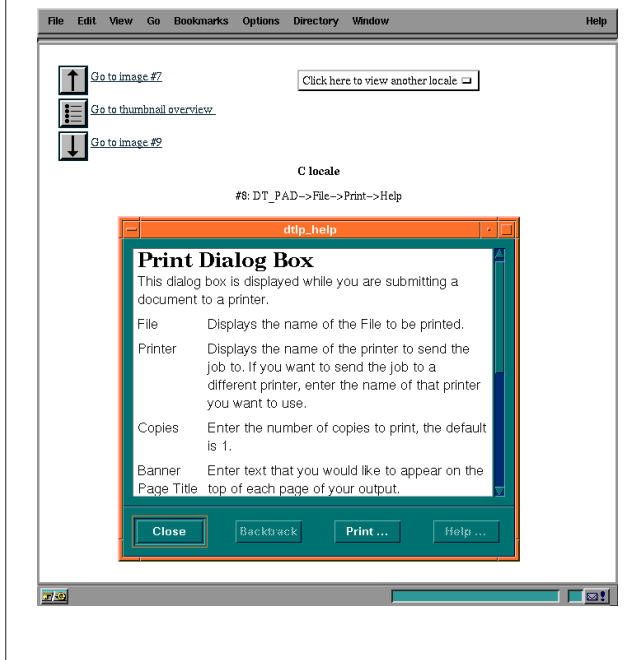 File Edit View Go Bookmarks Options Directory Window Help
Go to image #7
Click here to view another locale
Go to thumbnail overview
Go to image #9
C locale
#8: DT_PAD-->File-->Print-->Help
dtlp_help
Print Dialog Box
This dialog box is displayed while you are submitting a
document to a printer.
File Displays the name of the File to be printed.
Printer Displays the name of the printer to send the
job to. If you want to send the job to a
different printer, enter the name of that printer
you want to use.
Copies Enter the number of copies to print, the default
is 1.
Banner Enter text that you would like to appear on the
Page Title top of each page of your output.
Close Backtrack Print ... Help ...